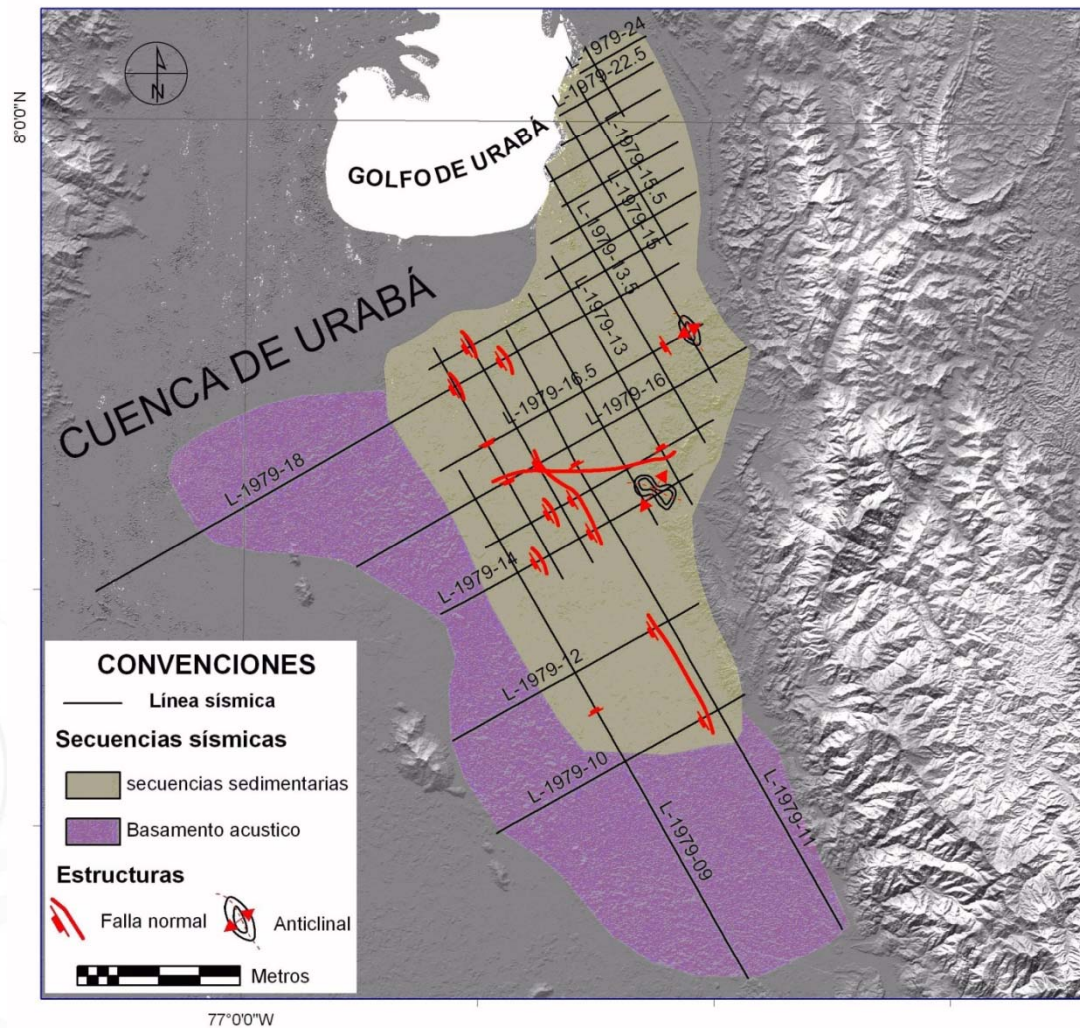 L-1979-24
L-1979-22.5
8°0'0"N
N
GOLFO DE URABÁ
L-1979-15.5
L-1979-15
L-1979-13.5
L-1979-13
CUENCA DE URABÁ
L-1979-16.5
L-1979-16
L-1979-18
L-1979-14
L-1979-12
L-1979-10
L-1979-09
L-1979-11
CONVENCIONES
Línea sísmica
Secuencias sísmicas
secuencias sedimentarias
Basamento acustico
Estructuras
Falla normal
Anticlinal
Metros
77°0'0"W